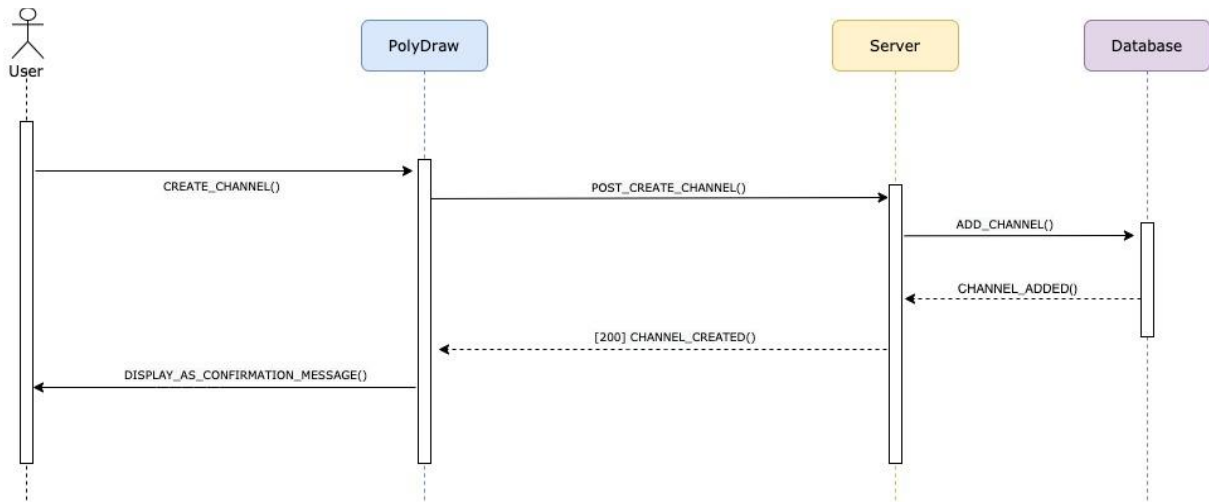 User
PolyDraw
Server
Database
CREATE_CHANNEL()
POST_CREATE_CHANNEL()
ADD_CHANNEL()
CHANNEL_ADDED()
[200] CHANNEL_CREATED()
DISPLAY_AS_CONFIRMATION_MESSAGE()